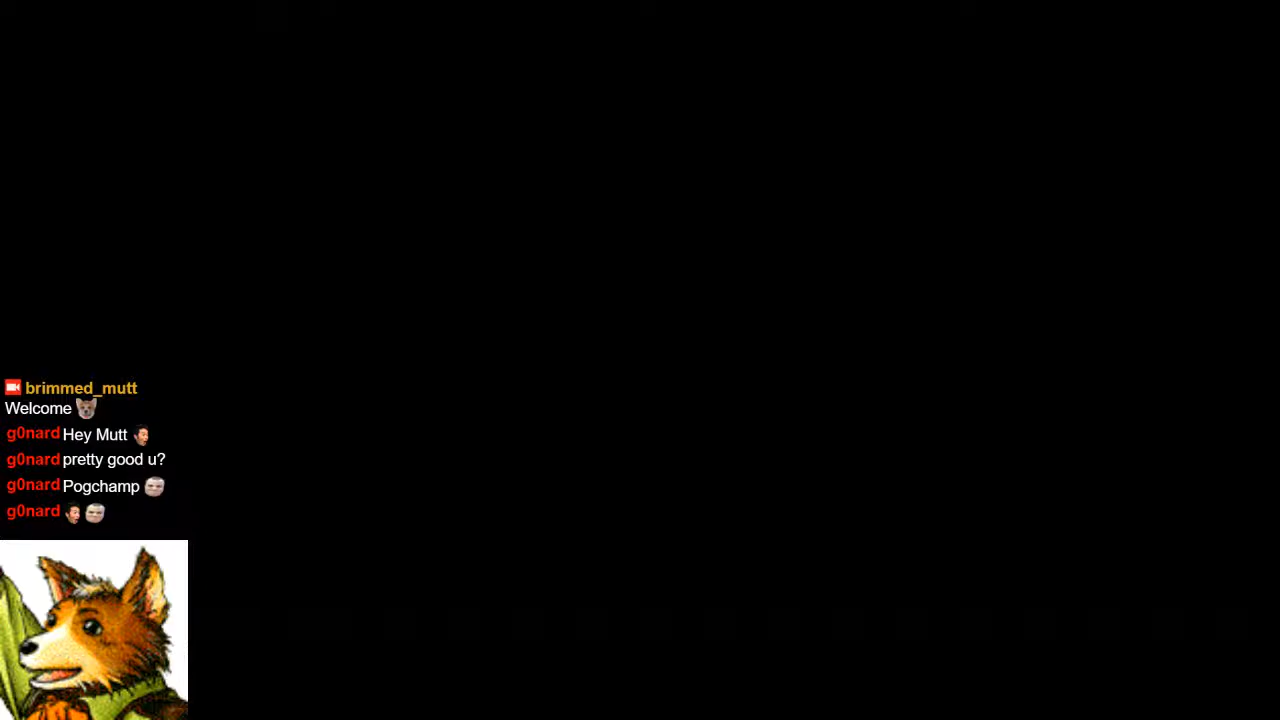 brimmed_mutt
Welcome
g0nard Hey Mutt
g0nard pretty good u?
g0nard Pogchamp
g0nard